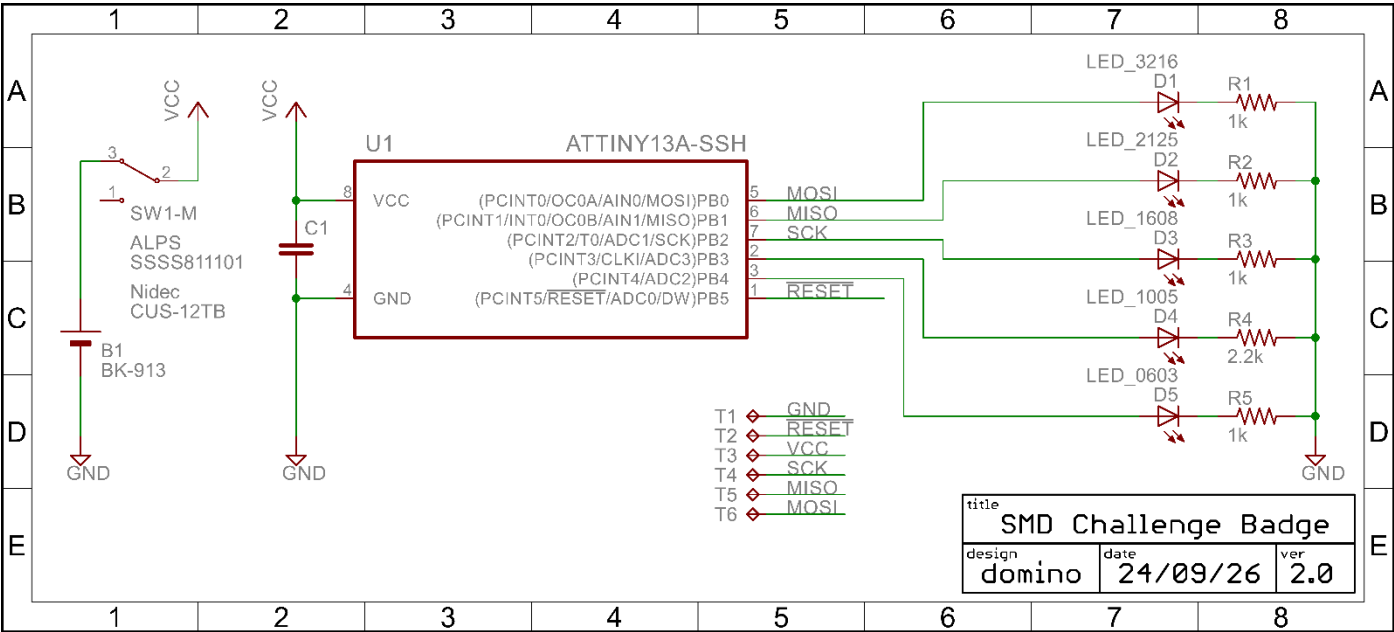 1 2 3 4 5 6 7 8
A A
B B
C C
D D
E E
VCC
3
2
1
SW1-M
ALPS
SSSS811101
Nidec
CUS-12TB
B1
BK-913
GND
VCC
C1
GND
U1 ATTINY13A-SSH
8 VCC
4 GND
(PCINT0/OC0A/AIN0/MOSI)PB0 5 MOSI
(PCINT1/INT0/OC0B/AIN1/MISO)PB1 6 MISO
(PCINT2/T0/ADC1/SCK)PB2 7 SCK
(PCINT3/CLKI/ADC3)PB3 2
(PCINT4/ADC2)PB4 3
(PCINT5/RESET/ADC0/DW)PB5 1 RESET
LED_3216
D1 R1
1k
LED_2125
D2 R2
1k
LED_1608
D3 R3
1k
LED_1005
D4 R4
2.2k
LED_0603
D5 R5
1k
GND
T1 GND
T2 RESET
T3 VCC
T4 SCK
T5 MISO
T6 MOSI
title
SMD Challenge Badge
design date ver
domino 24/09/26 2.0
1 2 3 4 5 6 7 8